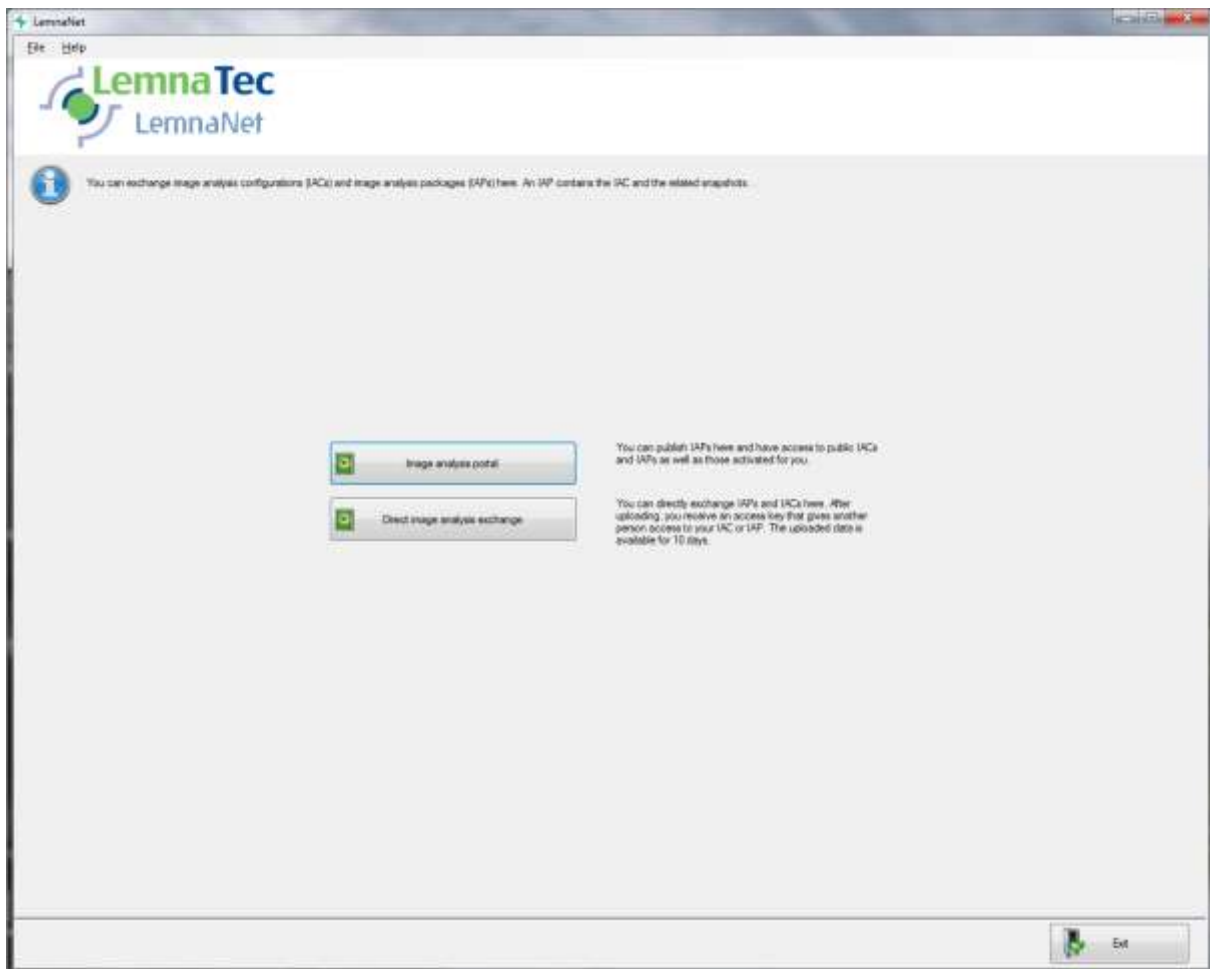 LemnaNet
File Help
LemnaTec
LemnaNet
You can exchange image analysis configurations (IACs) and image analysis packages (IAPs) here. An IAP contains the IAC and the related snapshots.
Image analysis portal
You can publish IAPs here and have access to public IACs
and IAPs as well as those activated for you.
Direct image analysis exchange
You can directly exchange IAPs and IACs here. After
uploading, you receive an access key that gives another
person access to your IAC or IAP. The uploaded data is
available for 10 days.
Exit